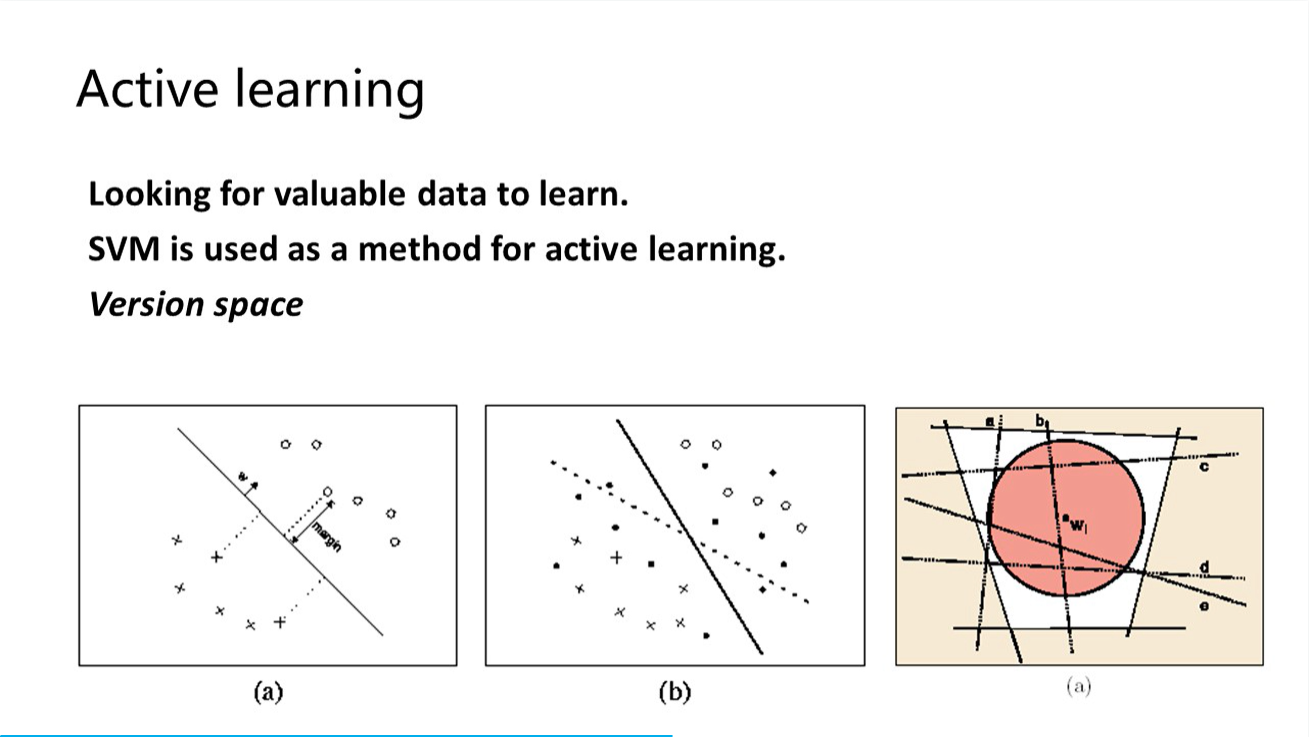 Active learning
Looking for valuable data to learn.
SVM is used as a method for active learning.
Version space
w
margin
(a)
(b)
a
b
c
w_i
d
e
(a)